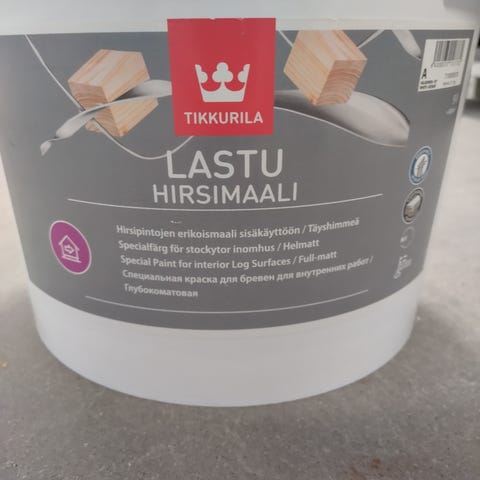 TIKKURILA
LASTU
HIRSIMAALI
Hirsipintojen erikoismaali sisäkäyttöön / Täyshimmeä
Specialfärg för stockytor inomhus / Helmatt
Special Paint for interior Log Surfaces / Full-matt
Специальная краска для бревен для внутренних работ /
Глубокоматовая
A